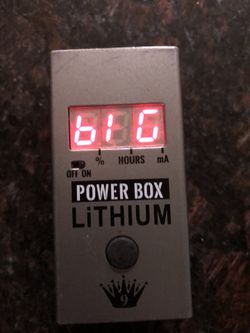 bIG
% HOURS mA
OFF ON
POWER BOX
LiTHIUM